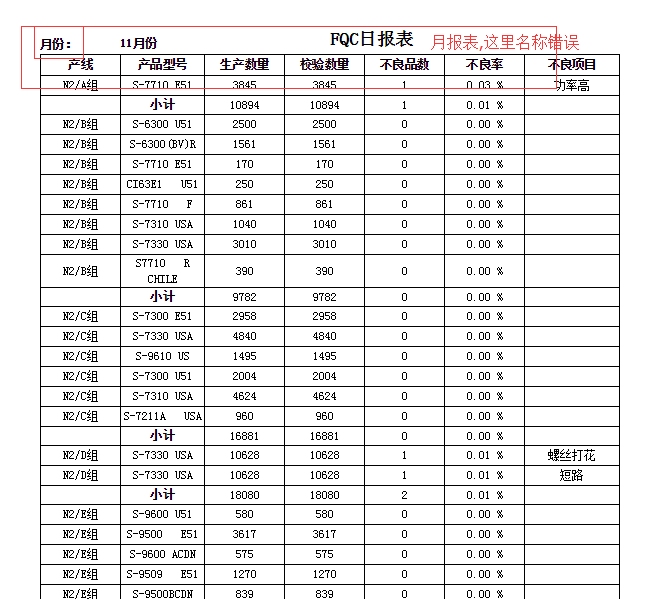 FQC日报表
月份： 11月份 月报表,这里名称错误
产线 产品型号 生产数量 校验数量 不良品数 不良率 不良项目
N2/A组 S-7710 E51 3845 3845 1 0.03 % 功率高
小计 10894 10894 1 0.01 %
N2/B组 S-6300 U51 2500 2500 0 0.00 %
N2/B组 S-6300(BV)R 1561 1561 0 0.00 %
N2/B组 S-7710 E51 170 170 0 0.00 %
N2/B组 CI63E1 U51 250 250 0 0.00 %
N2/B组 S-7710 F 861 861 0 0.00 %
N2/B组 S-7310 USA 1040 1040 0 0.00 %
N2/B组 S-7330 USA 3010 3010 0 0.00 %
N2/B组 S7710 R CHILE 390 390 0 0.00 %
小计 9782 9782 0 0.00 %
N2/C组 S-7300 E51 2958 2958 0 0.00 %
N2/C组 S-7330 USA 4840 4840 0 0.00 %
N2/C组 S-9610 US 1495 1495 0 0.00 %
N2/C组 S-7300 U51 2004 2004 0 0.00 %
N2/C组 S-7310 USA 4624 4624 0 0.00 %
N2/C组 S-7211A USA 960 960 0 0.00 %
小计 16881 16881 0 0.00 %
N2/D组 S-7330 USA 10628 10628 1 0.01 % 螺丝打花
N2/D组 S-7330 USA 10628 10628 1 0.01 % 短路
小计 18080 18080 2 0.01 %
N2/E组 S-9600 U51 580 580 0 0.00 %
N2/E组 S-9500 E51 3617 3617 0 0.00 %
N2/E组 S-9600 ACDN 575 575 0 0.00 %
N2/E组 S-9509 E51 1270 1270 0 0.00 %
N2/E组 S-9500BCDN 839 839 0 0.00 %